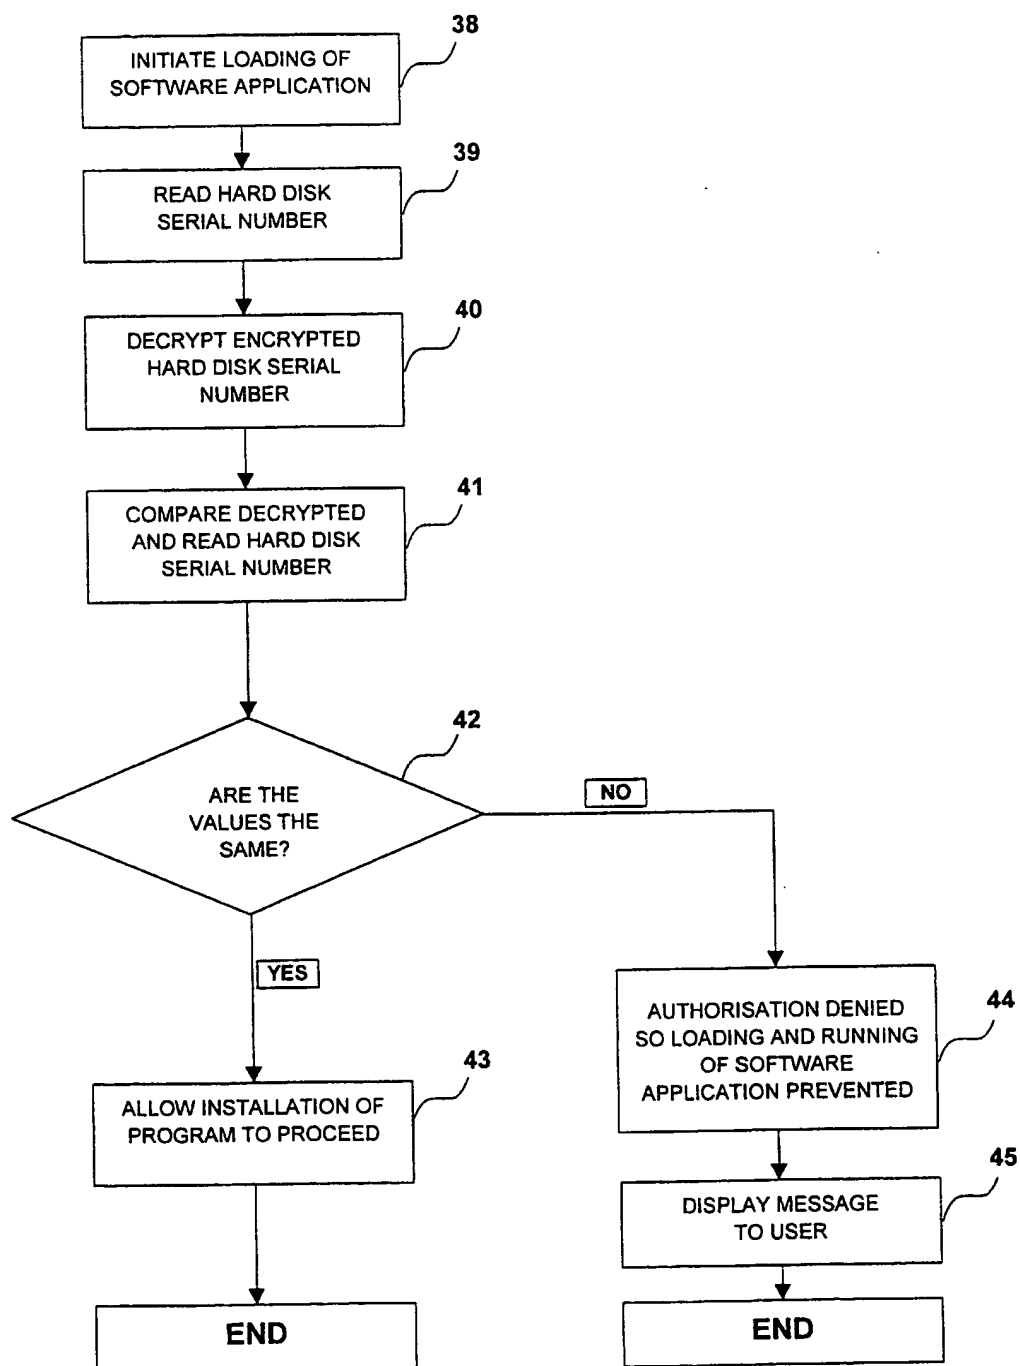 38
INITIATE LOADING OF
SOFTWARE APPLICATION
39
READ HARD DISK
SERIAL NUMBER
40
DECRYPT ENCRYPTED
HARD DISK SERIAL
NUMBER
41
COMPARE DECRYPTED
AND READ HARD DISK
SERIAL NUMBER
42
ARE THE
VALUES THE
SAME?
NO
YES
44
AUTHORISATION DENIED
SO LOADING AND RUNNING
OF SOFTWARE
APPLICATION PREVENTED
43
ALLOW INSTALLATION OF
PROGRAM TO PROCEED
45
DISPLAY MESSAGE
TO USER
END
END